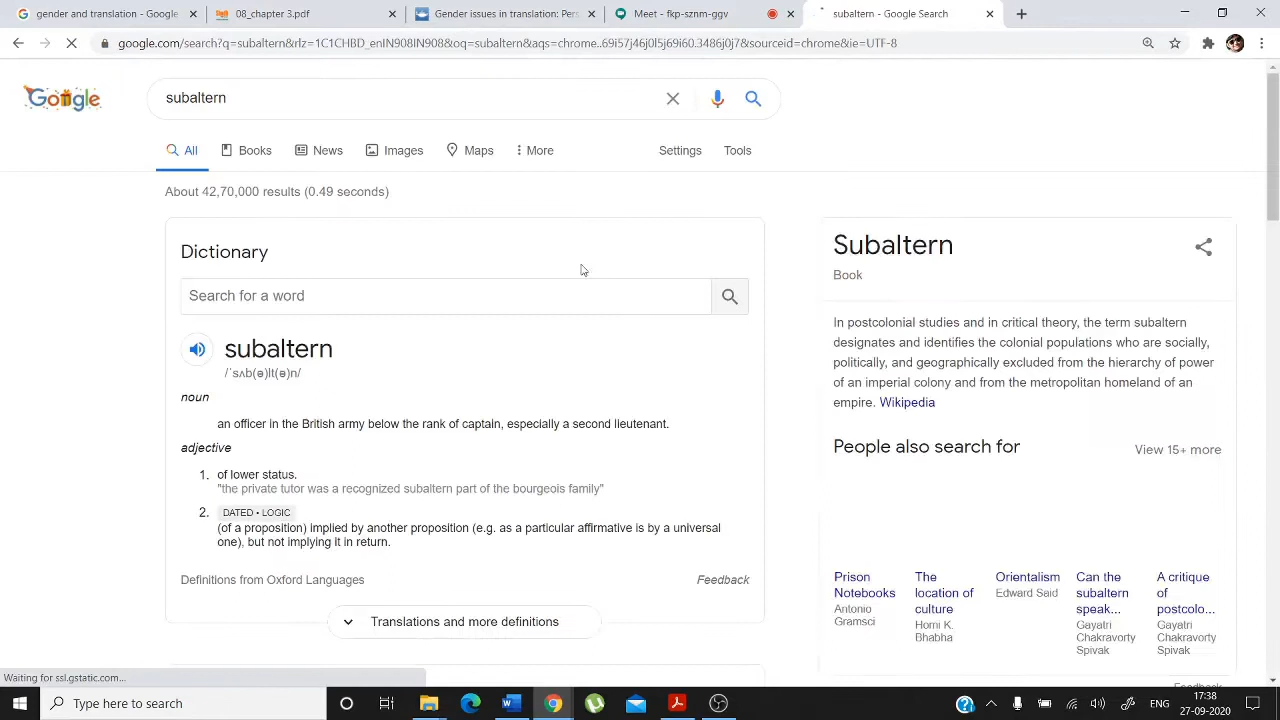 gender and translation - Google
08_chapter 3.pdf
Gender issues in translation: Pers
Meet - fkp-sznm-ggv
subaltern - Google Search
google.com/search?q=subaltern&rlz=1C1CHBD_enIN908IN908&oq=subaltern&aqs=chrome..69i57j46j0l5j69i60.3486j0j7&sourceid=chrome&ie=UTF-8
Google
subaltern
All
Books
News
Images
Maps
More
Settings
Tools
About 42,70,000 results (0.49 seconds)
Dictionary
Search for a word
subaltern
/ˈsʌb(ə)lt(ə)n/
noun
an officer in the British army below the rank of captain, especially a second lieutenant.
adjective
1. of lower status.
"the private tutor was a recognized subaltern part of the bourgeois family"
2. DATED • LOGIC
(of a proposition) implied by another proposition (e.g. as a particular affirmative is by a universal
one), but not implying it in return.
Definitions from Oxford Languages
Feedback
Translations and more definitions
Subaltern
Book
In postcolonial studies and in critical theory, the term subaltern
designates and identifies the colonial populations who are socially,
politically, and geographically excluded from the hierarchy of power
of an imperial colony and from the metropolitan homeland of an
empire. Wikipedia
People also search for
View 15+ more
Prison
Notebooks
Antonio
Gramsci
The
location of
culture
Homi K.
Bhabha
Orientalism
Edward Said
Can the
subaltern
speak...
Gayatri
Chakravorty
Spivak
A critique
of
postcolo...
Gayatri
Chakravorty
Spivak
Feedback
Waiting for ssl.gstatic.com...
Type here to search
ENG
17:38
27-09-2020